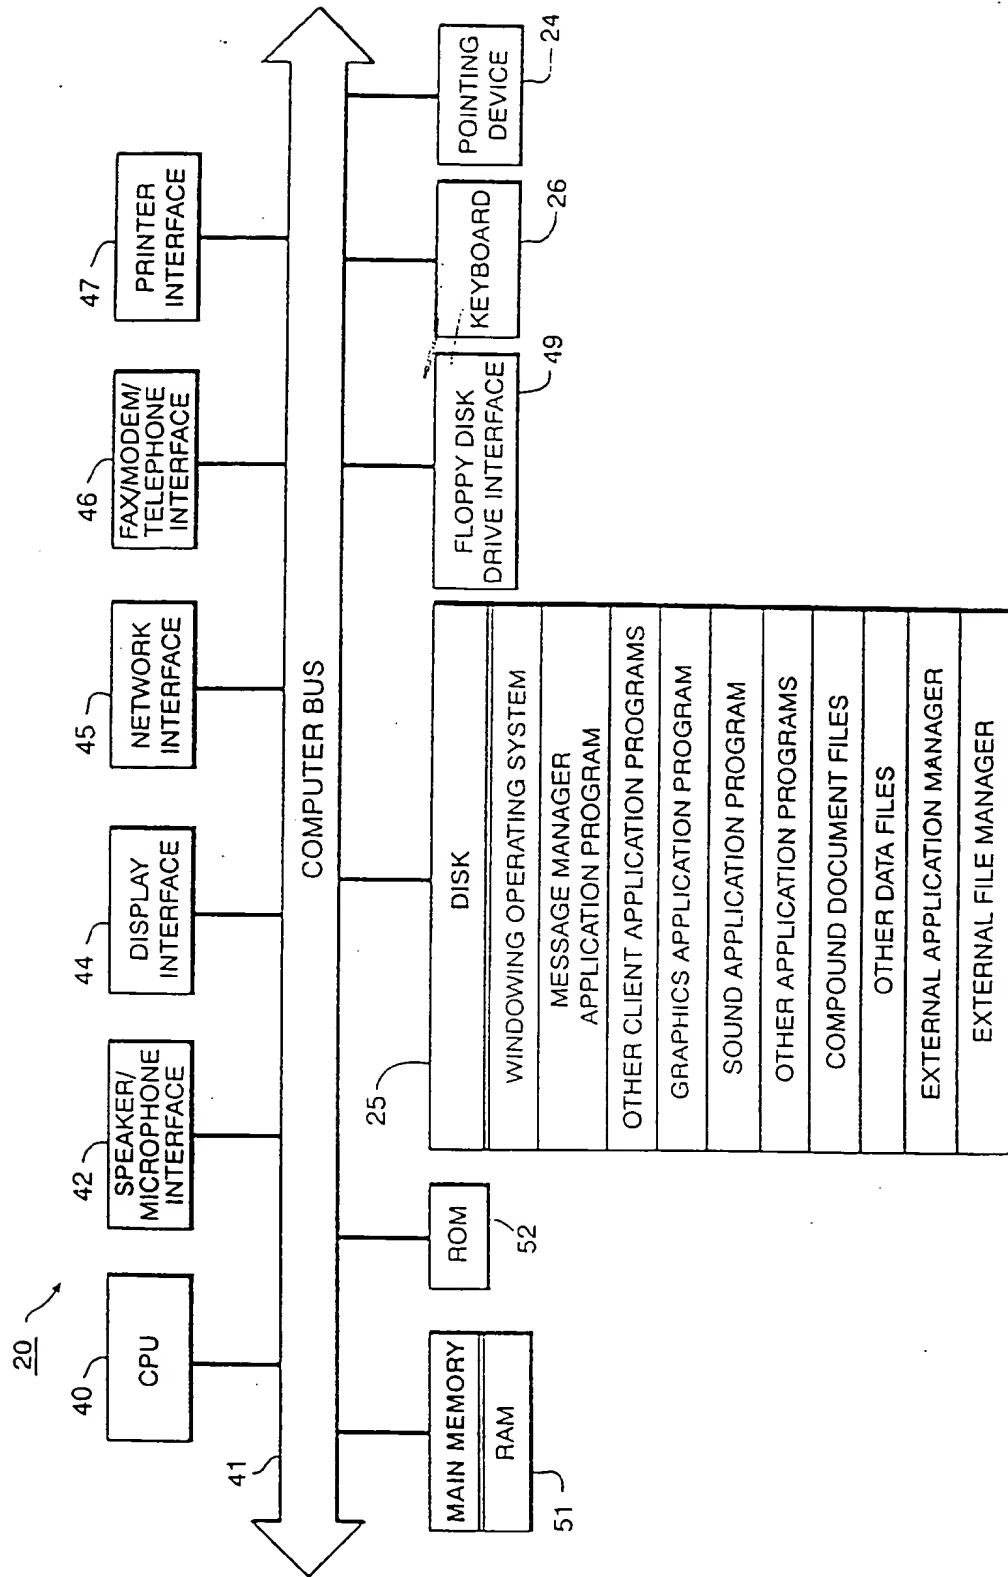 20
40
CPU
42
SPEAKER/
MICROPHONE
INTERFACE
44
DISPLAY
INTERFACE
45
NETWORK
INTERFACE
46
FAX/MODEM/
TELEPHONE
INTERFACE
47
PRINTER
INTERFACE
41
COMPUTER BUS
MAIN MEMORY
RAM
51
ROM
52
25
DISK
WINDOWING OPERATING SYSTEM
MESSAGE MANAGER
APPLICATION PROGRAM
OTHER CLIENT APPLICATION PROGRAMS
GRAPHICS APPLICATION PROGRAM
SOUND APPLICATION PROGRAM
OTHER APPLICATION PROGRAMS
COMPOUND DOCUMENT FILES
OTHER DATA FILES
EXTERNAL APPLICATION MANAGER
EXTERNAL FILE MANAGER
FLOPPY DISK
DRIVE INTERFACE
49
KEYBOARD
26
POINTING
DEVICE
24